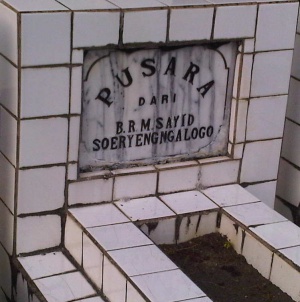 PUSARA
DARI
B.R.M. SAYID
SOERYENGNGALOGO